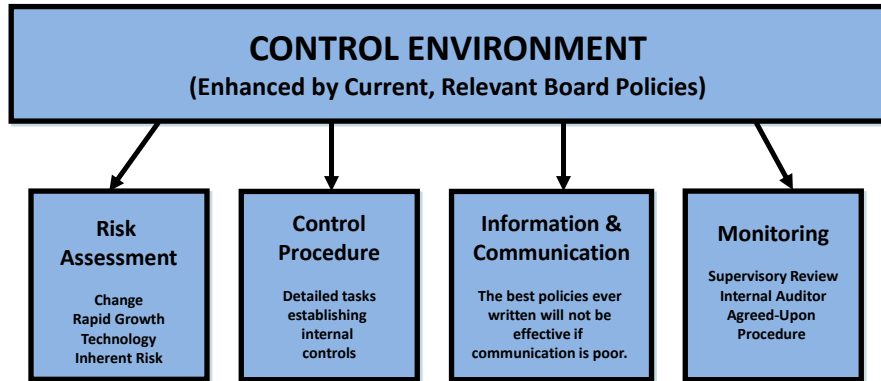 CONTROL ENVIRONMENT
(Enhanced by Current, Relevant Board Policies)
Risk
Assessment
Change
Rapid Growth
Technology
Inherent Risk
Control
Procedure
Detailed tasks
establishing
internal
controls
Information &
Communication
The best policies ever
written will not be
effective if
communication is poor.
Monitoring
Supervisory Review
Internal Auditor
Agreed-Upon
Procedure